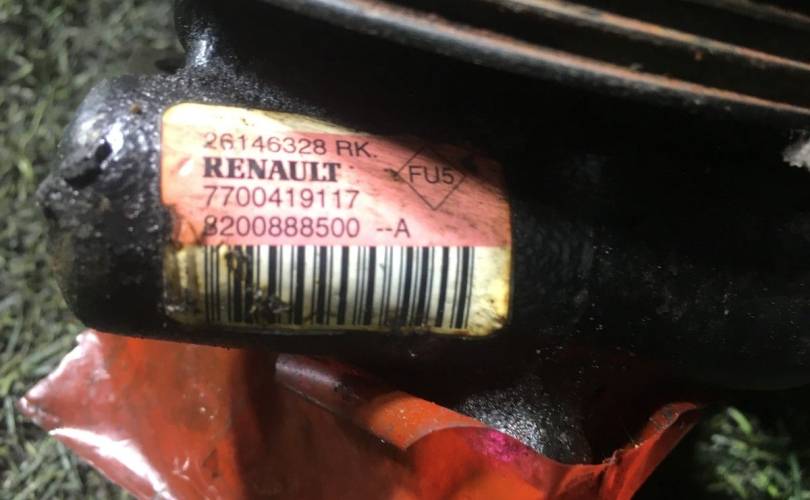 26146328 RK.
RENAULT
FU5
7700419117
8200888500 --A